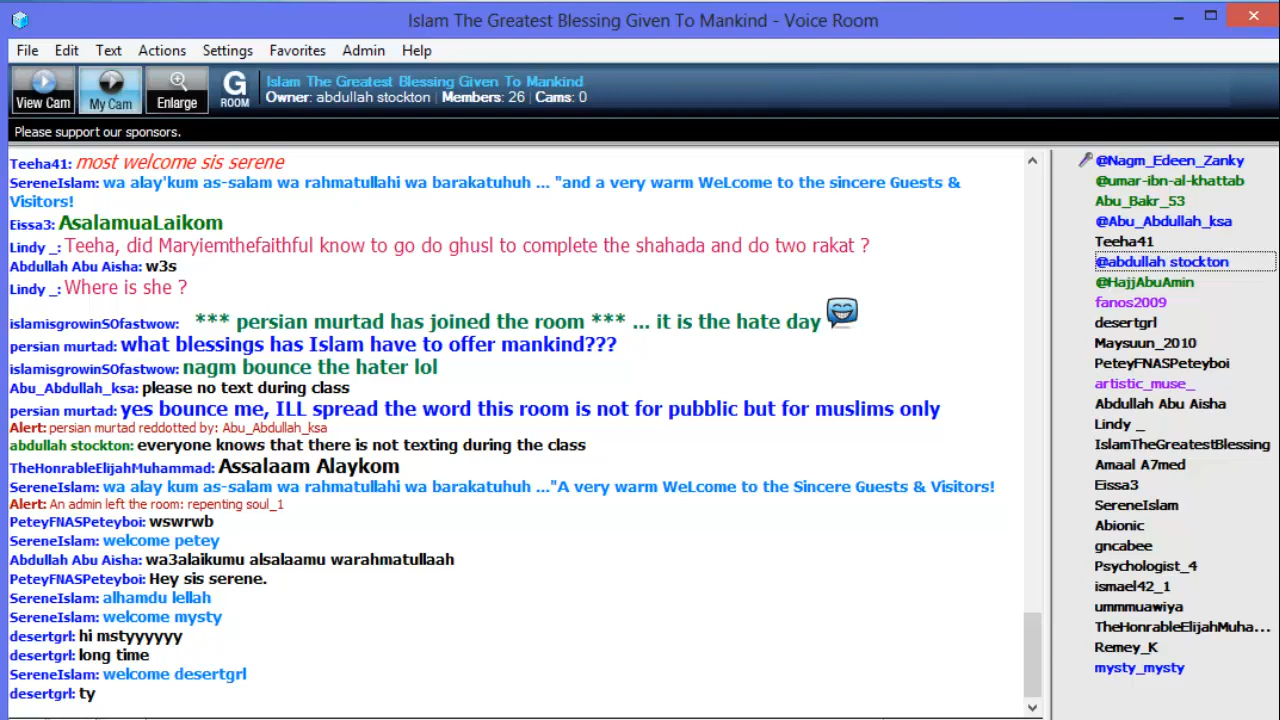 Islam The Greatest Blessing Given To Mankind - Voice Room
File Edit Text Actions Settings Favorites Admin Help
View Cam My Cam Enlarge G ROOM
Islam The Greatest Blessing Given To Mankind
Owner: abdullah stockton | Members: 26 | Cams: 0
Please support our sponsors.
Teeha41: most welcome sis serene
SereneIslam: wa alay'kum as-salam wa rahmatullahi wa barakatuhuh ... "and a very warm WeLcome to the sincere Guests &
Visitors!
Eissa3: AsalamuaLaikom
Lindy _: Teeha, did Maryiemthefaithful know to go do ghusl to complete the shahada and do two rakat ?
Abdullah Abu Aisha: w3s
Lindy _: Where is she ?
islamisgrowinSOfastwow: *** persian murtad has joined the room *** ... it is the hate day
persian murtad: what blessings has Islam have to offer mankind???
islamisgrowinSOfastwow: nagm bounce the hater lol
Abu_Abdullah_ksa: please no text during class
persian murtad: yes bounce me, ILL spread the word this room is not for pubblic but for muslims only
Alert: persian murtad reddotted by: Abu_Abdullah_ksa
abdullah stockton: everyone knows that there is not texting during the class
TheHonrableElijahMuhammad: Assalaam Alaykom
SereneIslam: wa alay kum as-salam wa rahmatullahi wa barakatuhuh ..."A very warm WeLcome to the Sincere Guests & Visitors!
Alert: An admin left the room: repenting soul_1
PeteyFNASPeteyboi: wswrwb
SereneIslam: welcome petey
Abdullah Abu Aisha: wa3alaikumu alsalaamu warahmatullaah
PeteyFNASPeteyboi: Hey sis serene.
SereneIslam: alhamdu lellah
SereneIslam: welcome mysty
desertgrl: hi mstyyyyyy
desertgrl: long time
SereneIslam: welcome desertgrl
desertgrl: ty
@Nagm_Edeen_Zanky
@umar-ibn-al-khattab
Abu_Bakr_53
@Abu_Abdullah_ksa
Teeha41
@abdullah stockton
@HajjAbuAmin
fanos2009
desertgrl
Maysuun_2010
PeteyFNASPeteyboi
artistic_muse_
Abdullah Abu Aisha
Lindy _
IslamTheGreatestBlessing
Amaal A7med
Eissa3
SereneIslam
Abionic
gncabee
Psychologist_4
ismael42_1
ummmuawiya
TheHonrableElijahMuha...
Remey_K
mysty_mysty